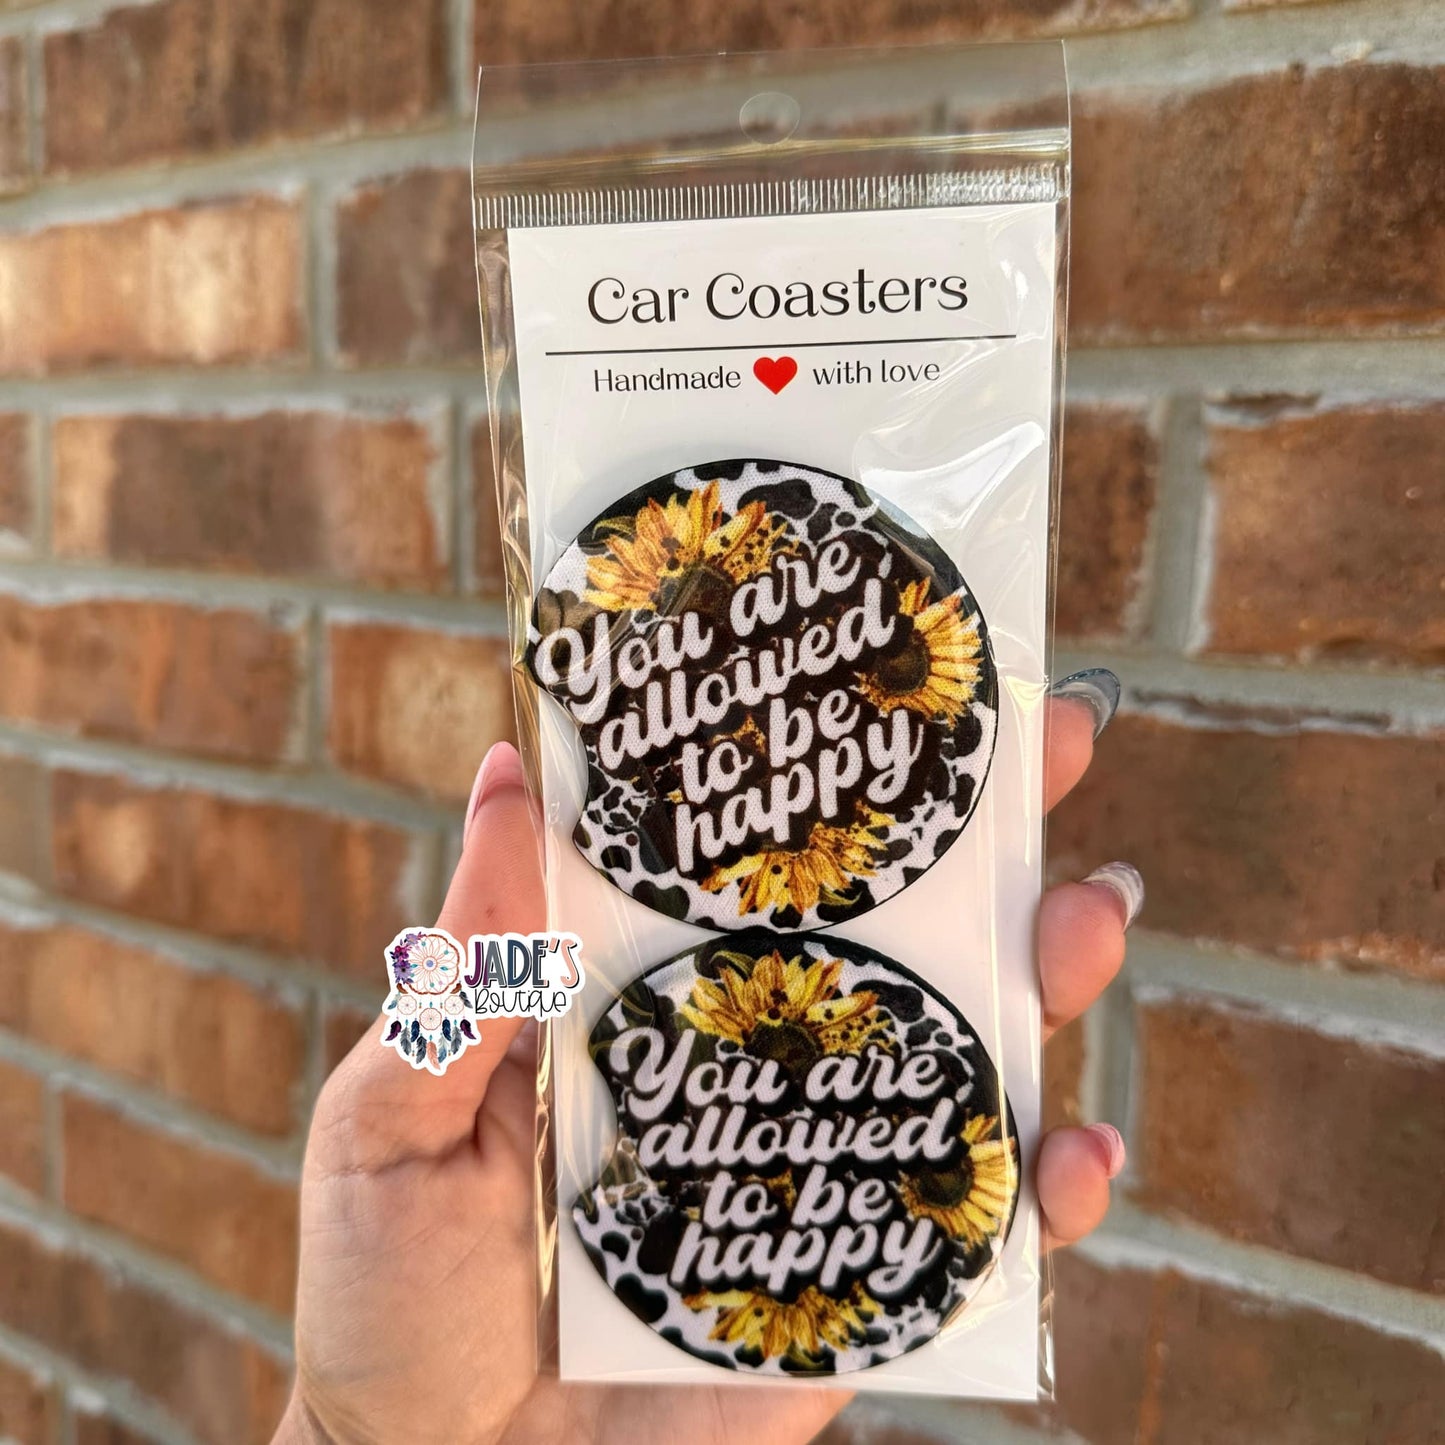 Car Coasters
Handmade ❤ with love
You are
allowed
to be
happy
JADE'S
Boutique
You are
allowed
to be
happy